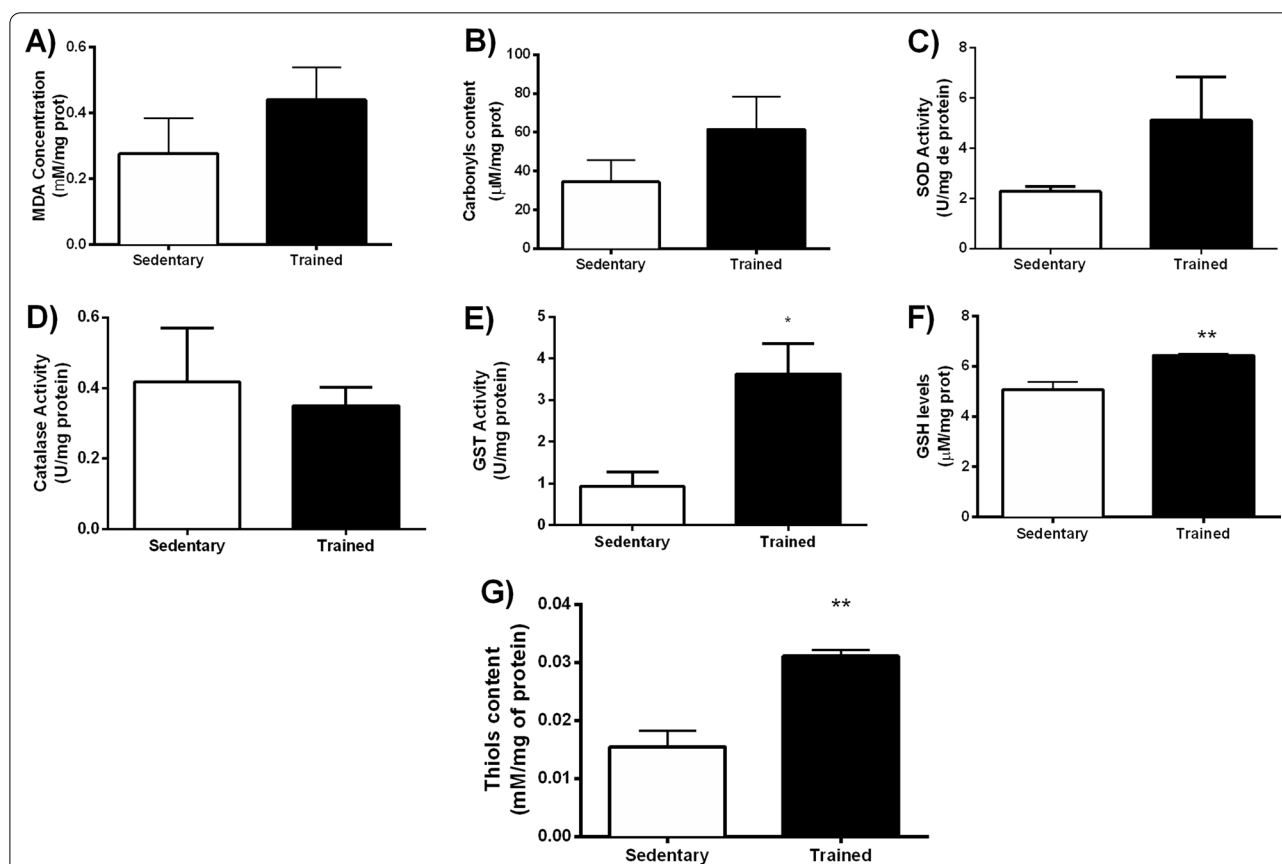 A)
MDA Concentration
(mM/mg prot)
0.6
0.4
0.2
0.0
Sedentary
Trained
B)
Carbonyls content
(μM/mg prot)
100
80
60
40
20
0
Sedentary
Trained
C)
SOD Activity
(U/mg de protein)
8
6
4
2
0
Sedentary
Trained
D)
Catalase Activity
(U/mg protein)
0.6
0.4
0.2
0.0
Sedentary
Trained
E)
GST Activity
(U/mg protein)
5
4
3
2
1
0
*
Sedentary
Trained
F)
GSH levels
(μM/mg prot)
8
6
4
2
0
**
Sedentary
Trained
G)
Thiols content
(mM/mg of protein)
0.04
0.03
0.02
0.01
0.00
**
Sedentary
Trained